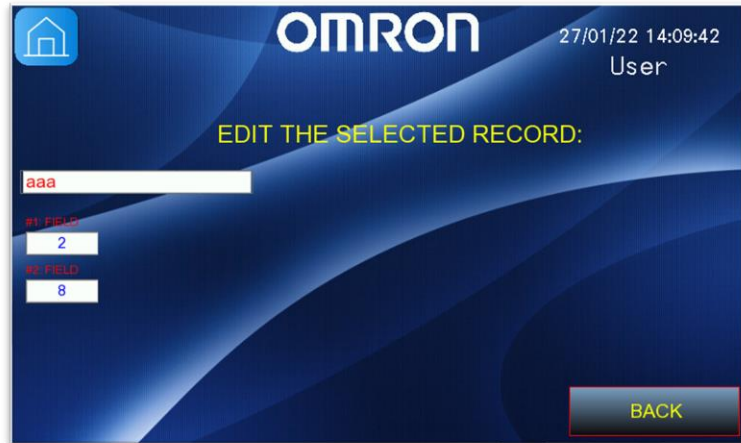 OMRON
27/01/22 14:09:42
User
EDIT THE SELECTED RECORD:
aaa
#1: FIELD
2
#2: FIELD
8
BACK